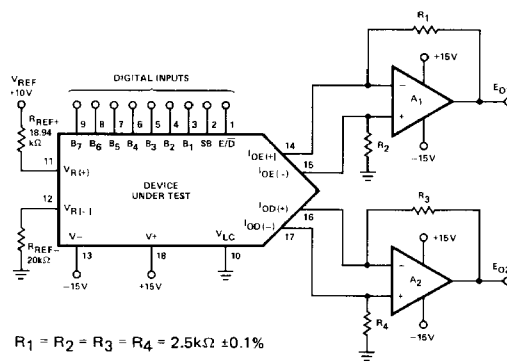 R1
+15V
VREF
+10V
DIGITAL INPUTS
A1
EO1
RREF+
18.94
kΩ
9 8 7 6 5 4 3 2 1
B7 B6 B5 B4 B3 B2 B1 SB E/D̅
14
IOE(+)
R2
-15V
15
IOE(-)
11
VR(+)
DEVICE
UNDER TEST
IOD(+)
16
R3
12
VR(-)
IOD(-)
17
+15V
RREF-
20kΩ
V- V+ VLC
A2
EO2
13 18 10
R4
-15V
-15V +15V
R1 = R2 = R3 = R4 = 2.5kΩ ±0.1%